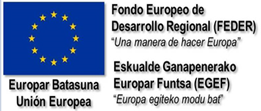 Fondo Europeo de
Desarrollo Regional (FEDER)
"Una manera de hacer Europa"
Eskualde Ganapenerako
Europar Funtsa (EGEF)
"Europa egiteko modu bat"
Europar Batasuna
Unión Europea